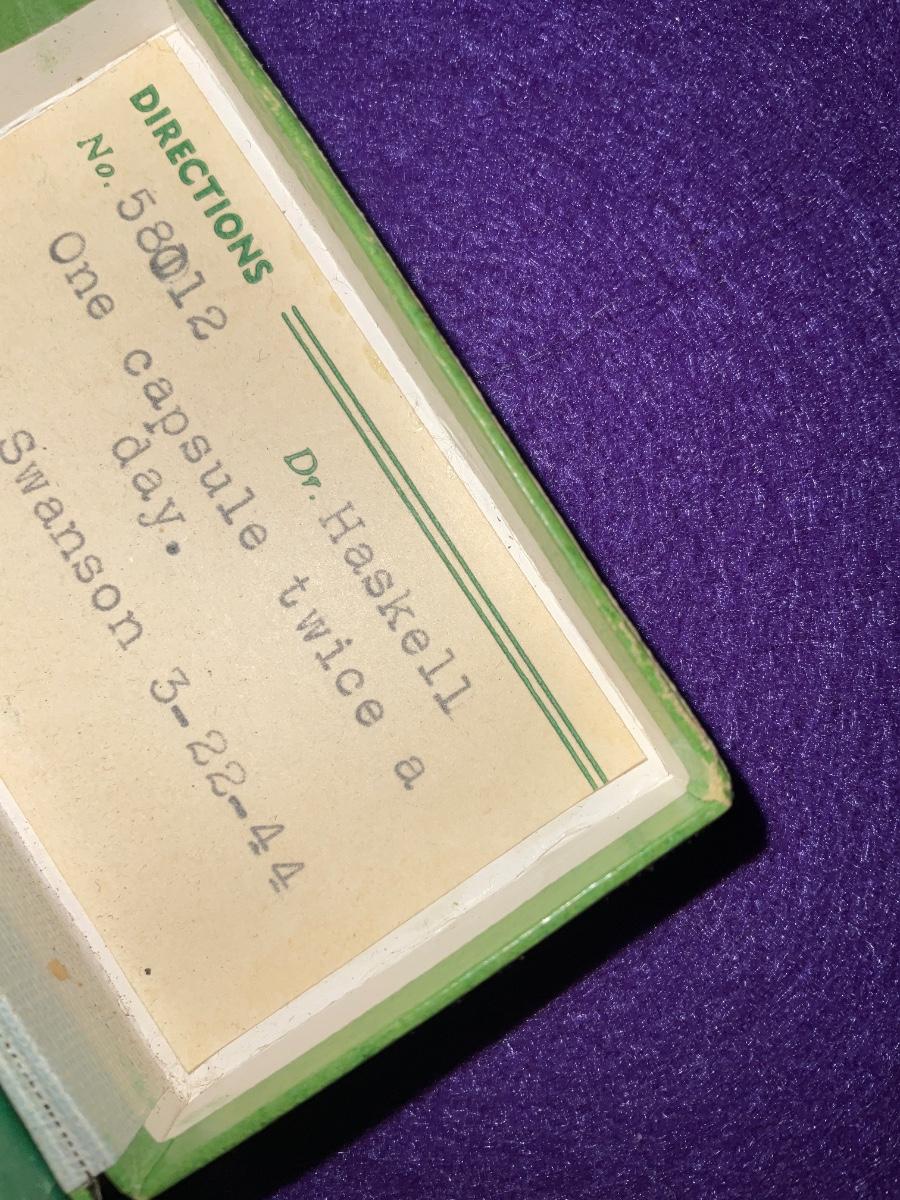 DIRECTIONS
No. 58012 Dr. Haskell
One capsule twice a
day.
Swanson 3-22-44